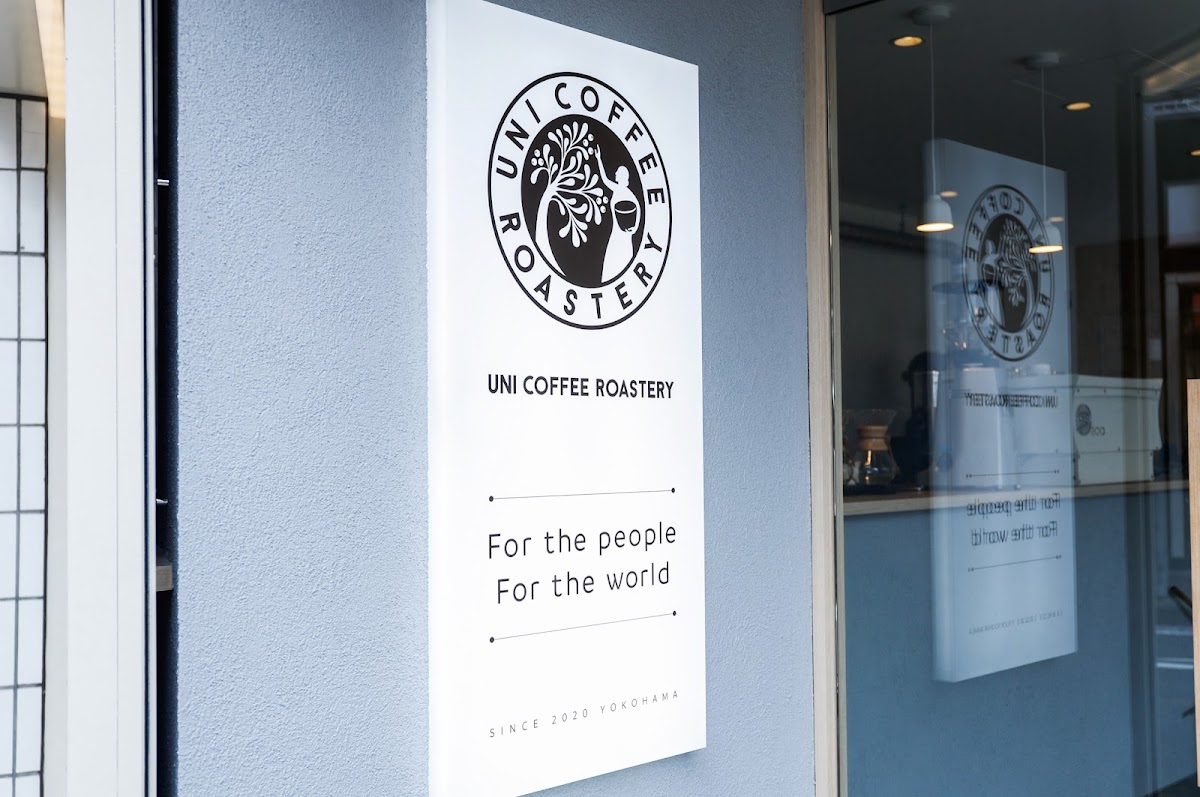 UNI COFFEE ROASTERY
UNI COFFEE ROASTERY
For the people
For the world
SINCE 2020 YOKOHAMA